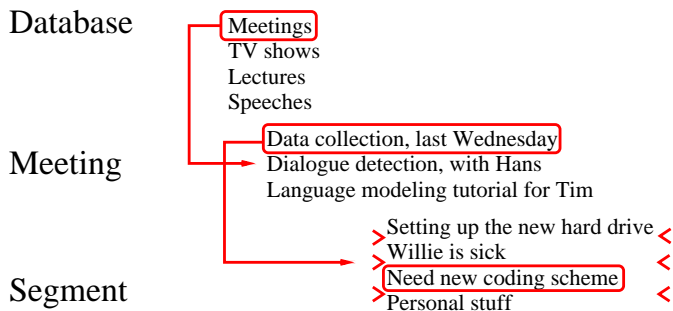 Database
Meetings
TV shows
Lectures
Speeches
Data collection, last Wednesday
Meeting
Dialogue detection, with Hans
Language modeling tutorial for Tim
Setting up the new hard drive
Willie is sick
Need new coding scheme
Segment
Personal stuff